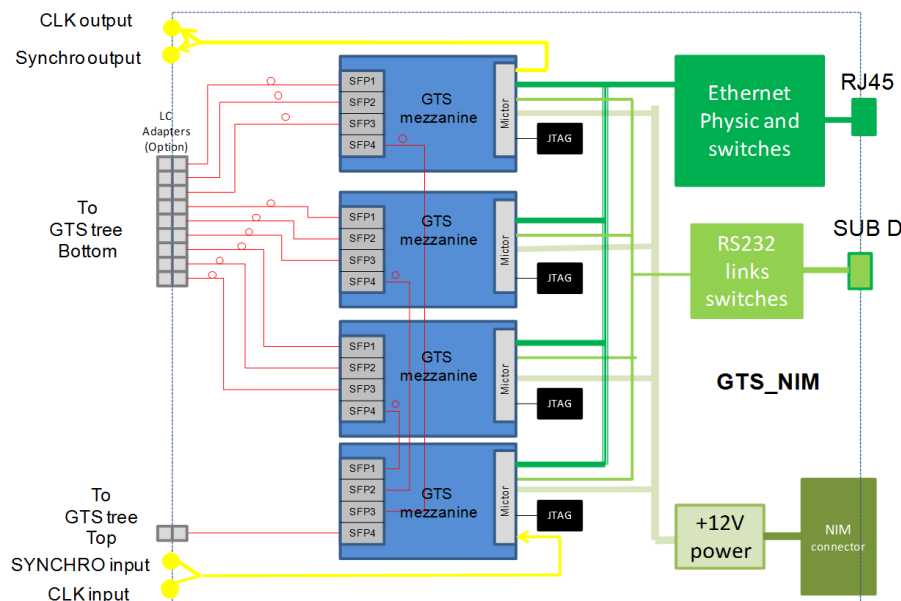 CLK output
Synchro output
LC
Adapters
(Option)
To
GTS tree
Bottom
To
GTS tree
Top
SYNCHRO input
CLK input
SFP1
SFP2
SFP3
SFP4
GTS
mezzanine
Mictor
JTAG
SFP1
SFP2
SFP3
SFP4
GTS
mezzanine
Mictor
JTAG
SFP1
SFP2
SFP3
SFP4
GTS
mezzanine
Mictor
JTAG
SFP1
SFP2
SFP3
SFP4
GTS
mezzanine
Mictor
JTAG
Ethernet
Physic and
switches
RJ45
RS232
links
switches
SUB D
GTS_NIM
+12V
power
NIM
connector